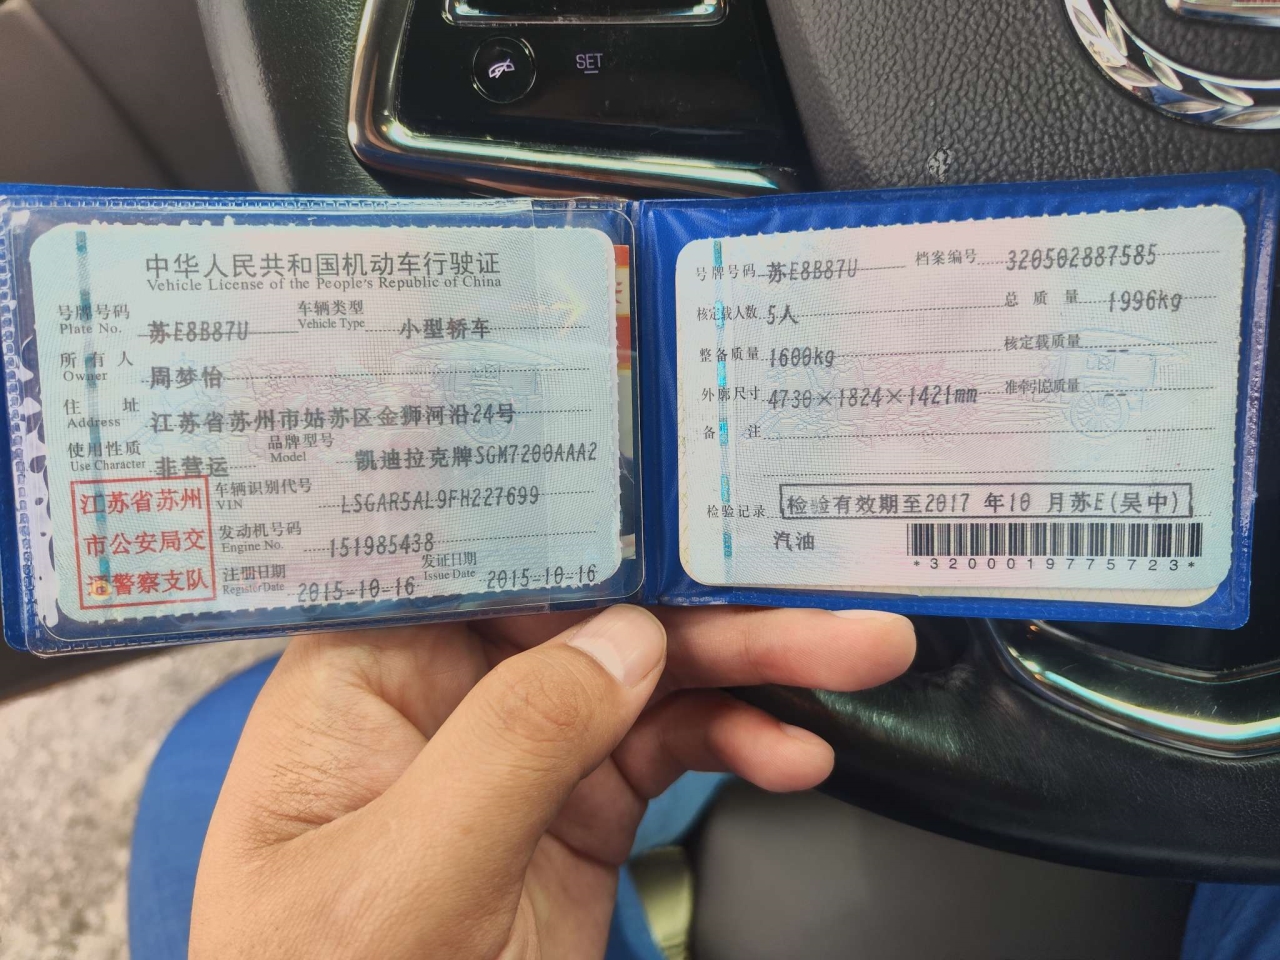 SET
中华人民共和国机动车行驶证
Vehicle License of the People's Republic of China
号牌号码 苏E8B87U 车辆类型 小型轿车
Plate No. Vehicle Type
所有人 周梦怡
Owner
住址 江苏省苏州市姑苏区金狮河沿24号
Address
使用性质 非营运 品牌型号 凯迪拉克牌SGM7200AAA2
Use Character Model
江苏省苏州
市公安局交
通警察支队
车辆识别代号 LSGAR5AL9FH227699
VIN
发动机号码 151985438
Engine No.
注册日期 2015-10-16 发证日期 2015-10-16
Register Date Issue Date
号牌号码 苏E8B87U 档案编号 320502887585
核定载人数 5人 总质量 1996kg
整备质量 1600kg 核定载质量 --
外廓尺寸 4730×1824×1421mm 准牵引总质量 --
备注
检验记录 检验有效期至2017 年10 月苏E(吴中)
汽油
*3200019775723*